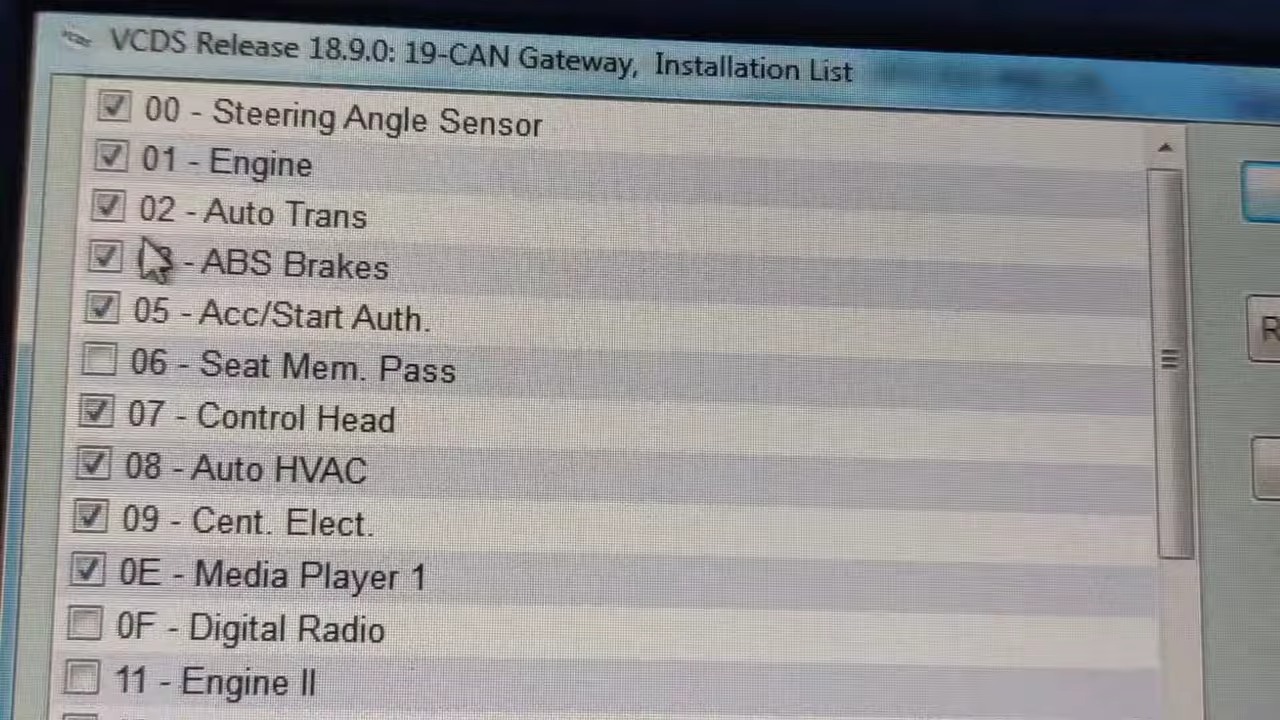 VCDS Release 18.9.0: 19-CAN Gateway, Installation List
00 - Steering Angle Sensor
01 - Engine
02 - Auto Trans
- ABS Brakes
05 - Acc/Start Auth.
06 - Seat Mem. Pass
07 - Control Head
08 - Auto HVAC
09 - Cent. Elect.
0E - Media Player 1
0F - Digital Radio
11 - Engine II
R